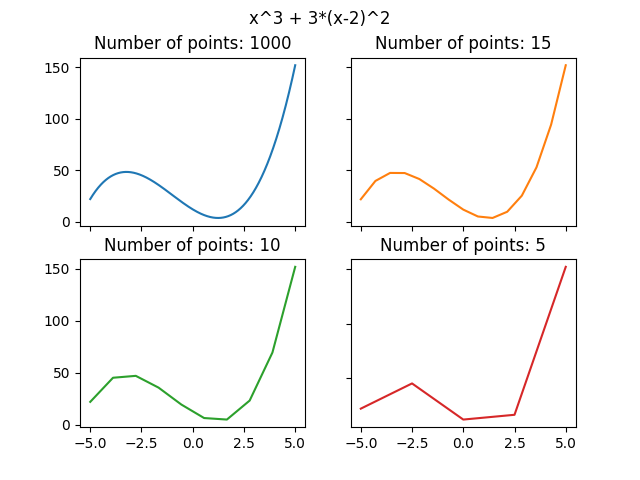 x^3 + 3*(x-2)^2
Number of points: 1000
Number of points: 15
150
100
50
0
Number of points: 10
Number of points: 5
150
100
50
0
−5.0 −2.5 0.0 2.5 5.0
−5.0 −2.5 0.0 2.5 5.0